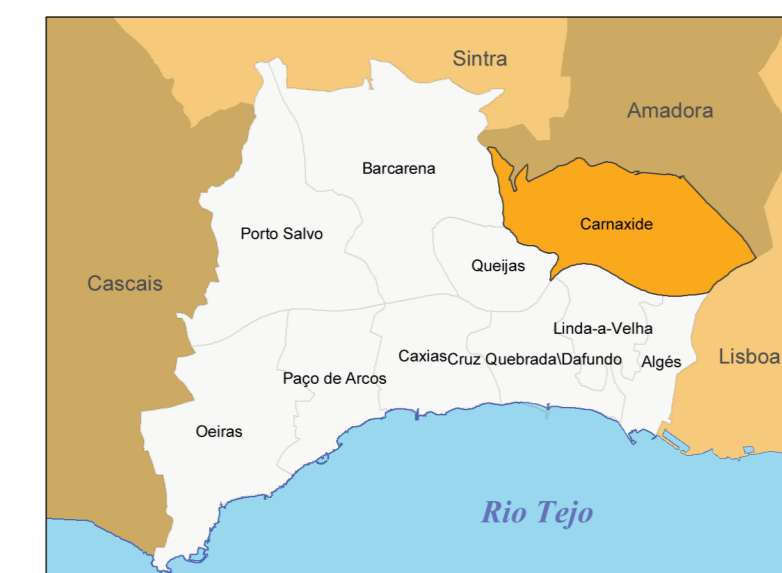 Sintra
Amadora
Barcarena
Carnaxide
Porto Salvo
Queijas
Cascais
Linda-a-Velha
Lisboa
Caxias
Cruz Quebrada\Dafundo
Algés
Paço de Arcos
Oeiras
Rio Tejo